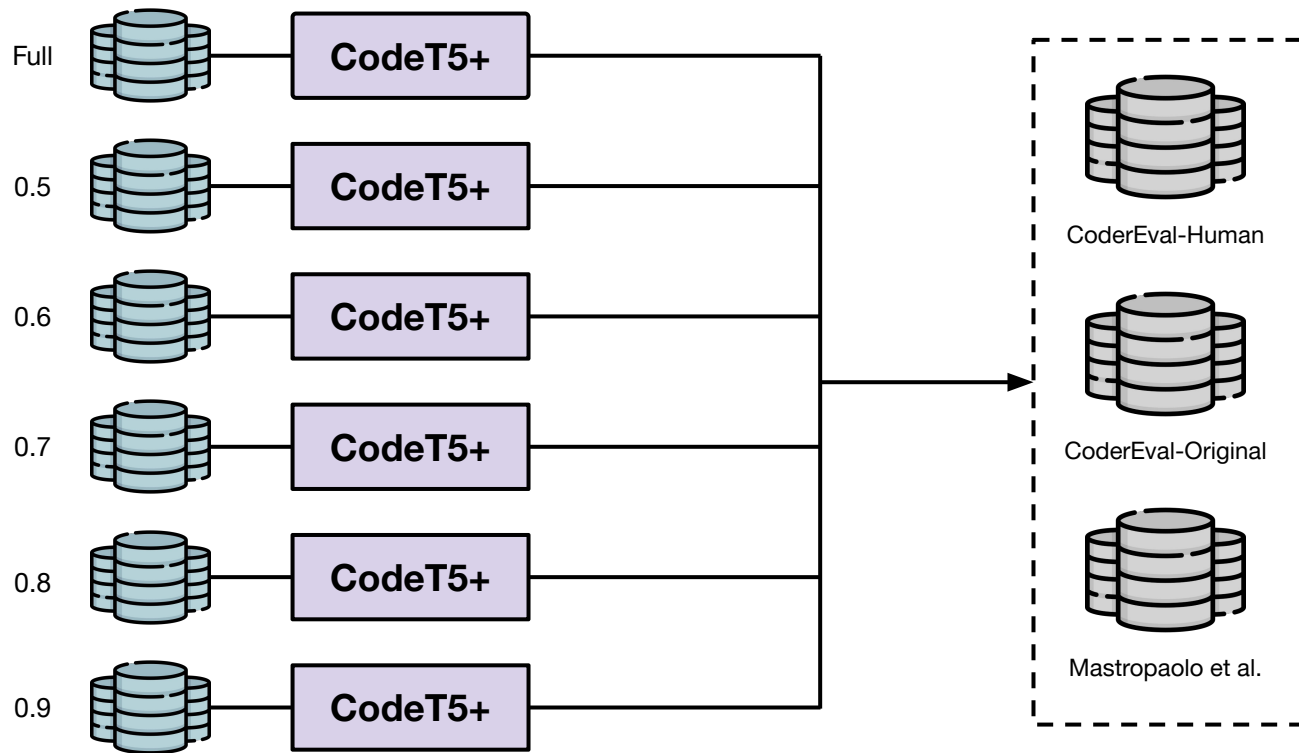 Full
CodeT5+
0.5
CodeT5+
0.6
CodeT5+
0.7
CodeT5+
0.8
CodeT5+
0.9
CodeT5+
CoderEval-Human
CoderEval-Original
Mastropaolo et al.